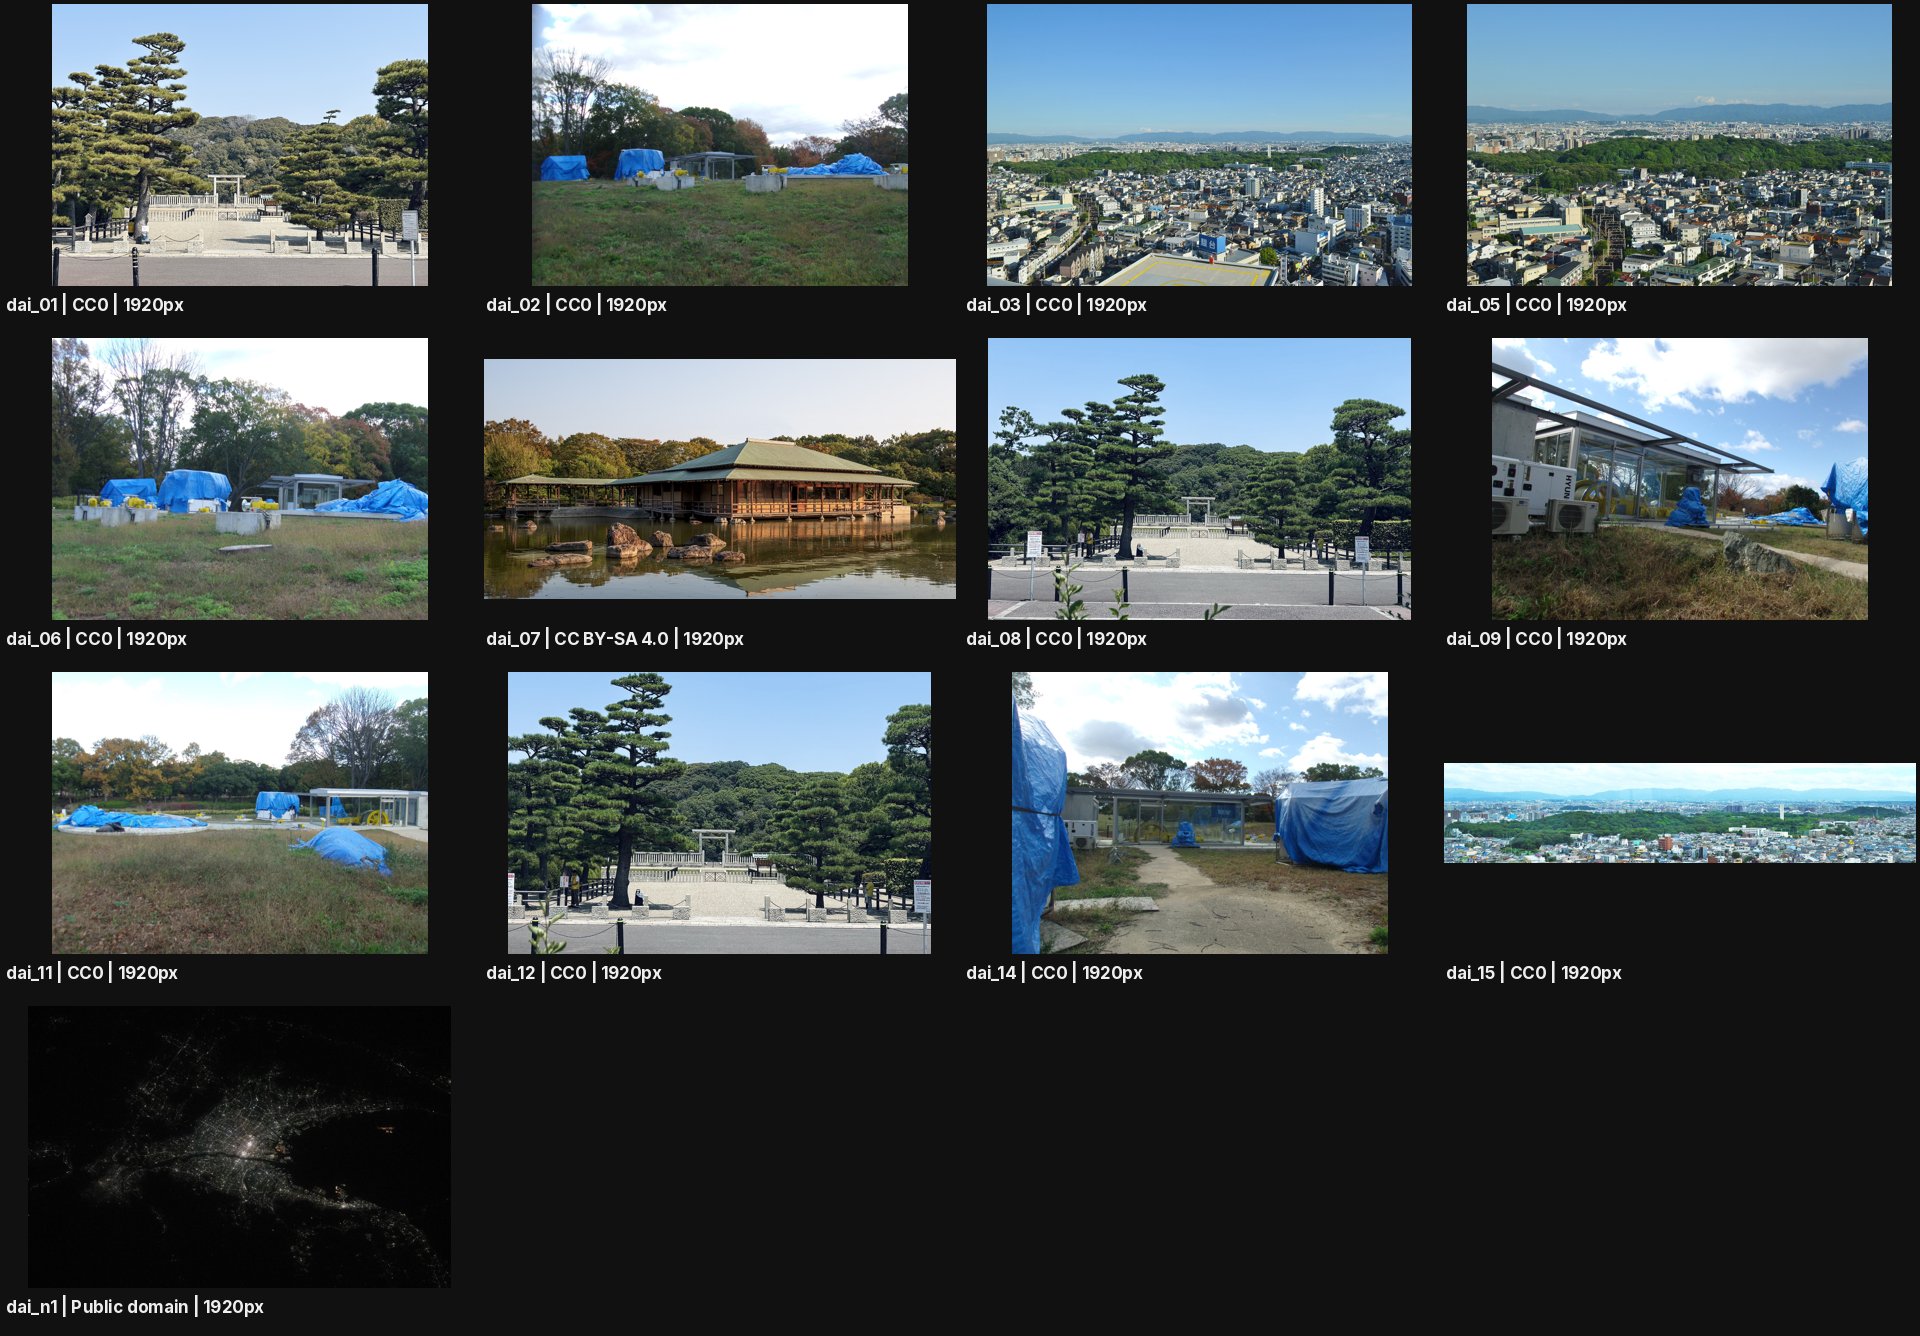 dai_01 | CC0 | 1920px
dai_02 | CC0 | 1920px
dai_03 | CC0 | 1920px
dai_05 | CC0 | 1920px
dai_06 | CC0 | 1920px
dai_07 | CC BY-SA 4.0 | 1920px
dai_08 | CC0 | 1920px
dai_09 | CC0 | 1920px
dai_11 | CC0 | 1920px
dai_12 | CC0 | 1920px
dai_14 | CC0 | 1920px
dai_15 | CC0 | 1920px
dai_n1 | Public domain | 1920px